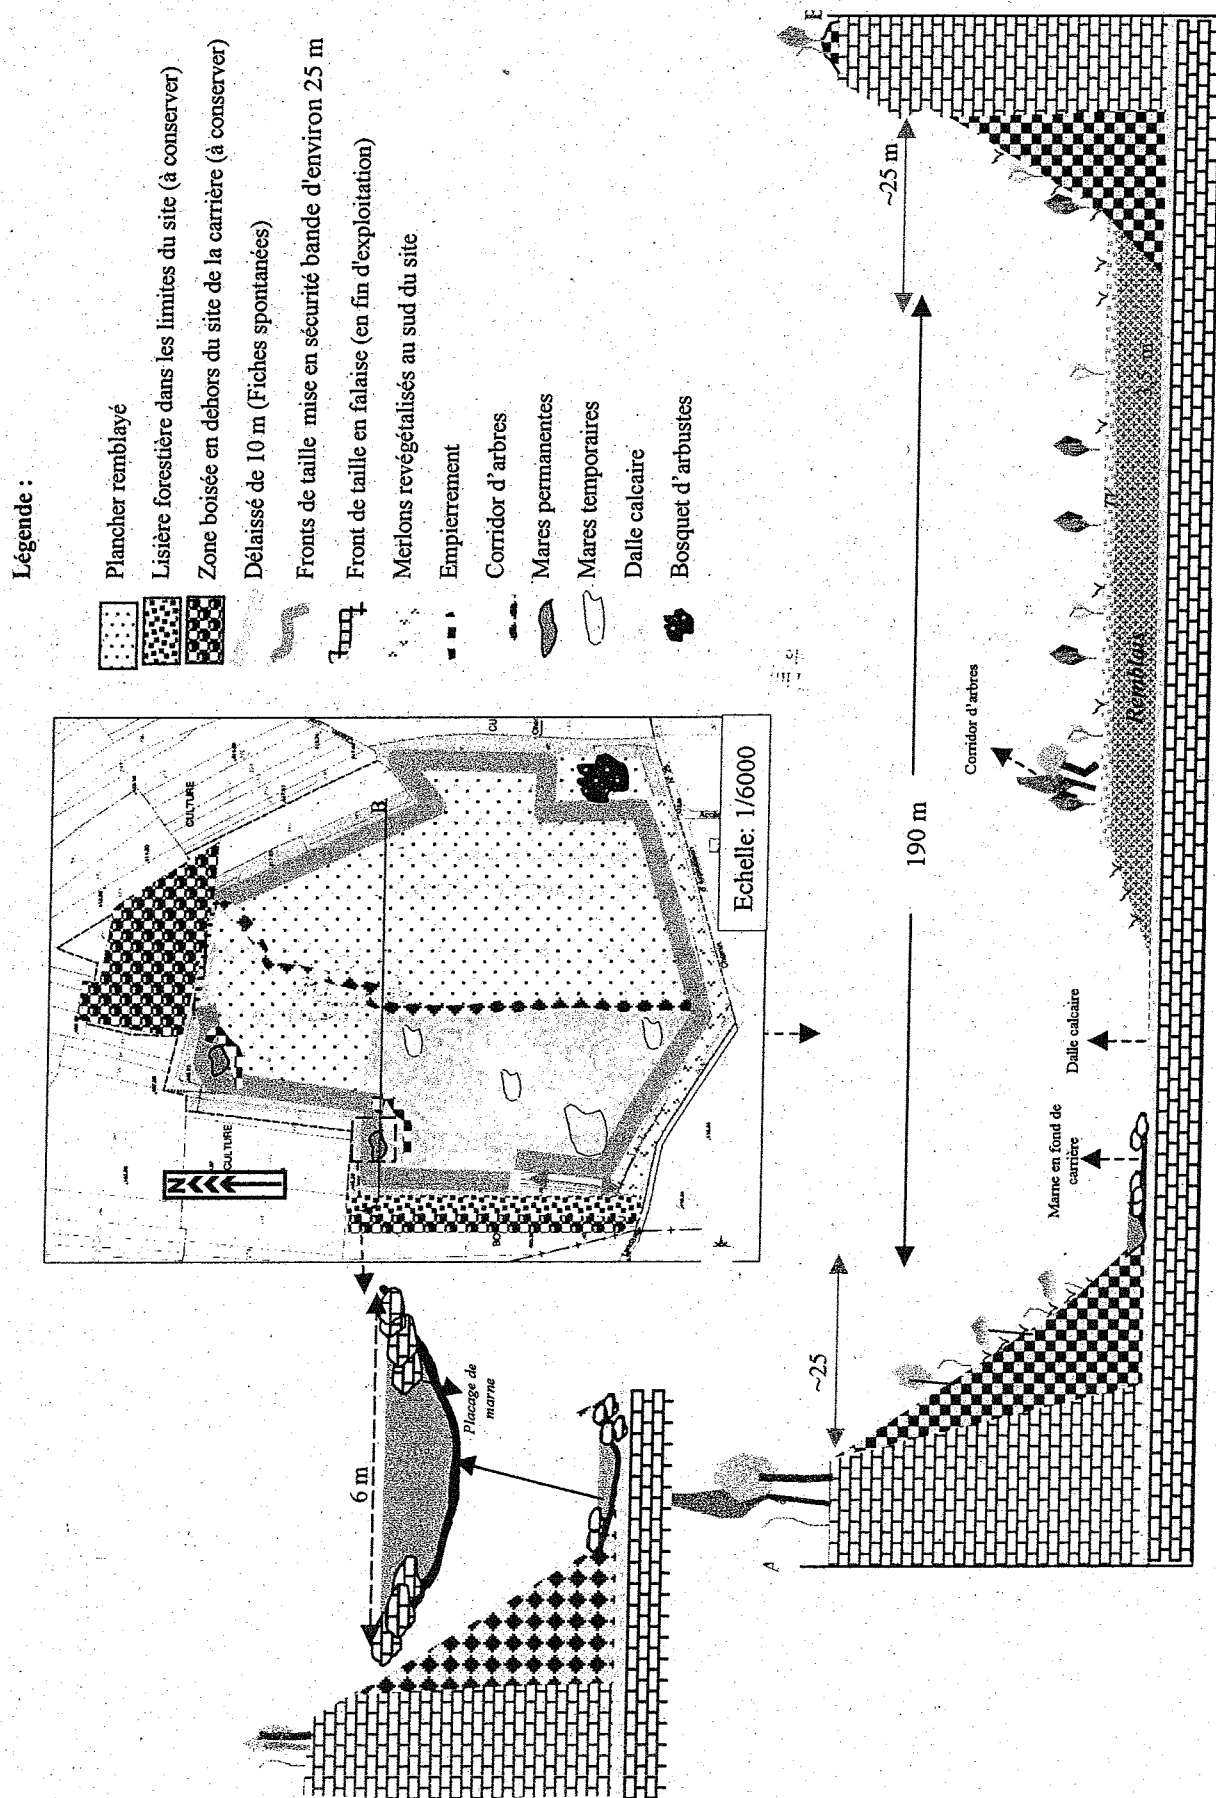 Légende :
Plancher remblayé
Lisière forestière dans les limites du site (à conserver)
Zone boisée en dehors du site de la carrière (à conserver)
Délaissé de 10 m (Fiches spontanées)
Fronts de taille mise en sécurité bande d'environ 25 m
Front de taille en falaise (en fin d'exploitation)
Merlons revégétalisés au sud du site
Empierrement
Corridor d'arbres
Mares permanentes
Mares temporaires
Dalle calcaire
Bosquet d'arbustes
CULTURE
CULTURE
N
B
Echelle: 1/6000
6 m
Placage de
marne
A
E
~25
190 m
~25 m
Marne en fond de
carrière
Dalle calcaire
Corridor d'arbres
Remblais
3,5 m